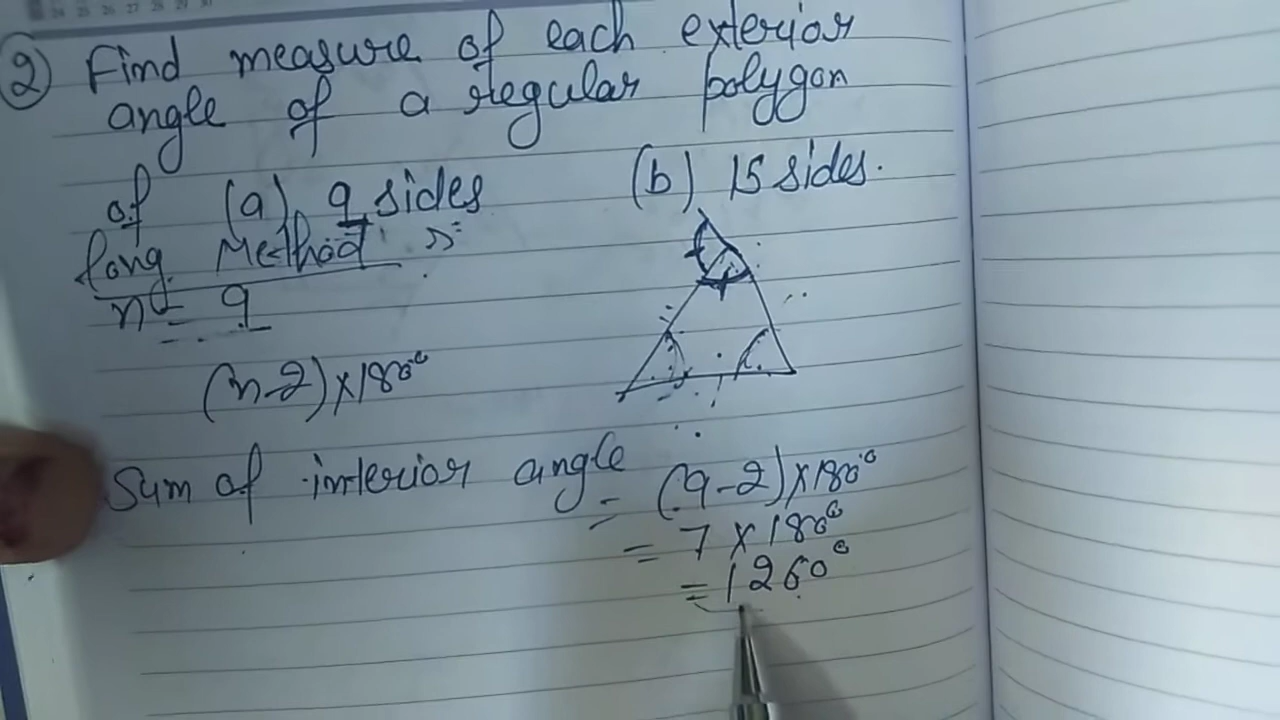 2) Find measure of each exterior
angle of a regular polygon
of (a) 9 sides (b) 15 sides.
long Method :-
n = 9
(n-2)×180°
Sum of interior angle = (9-2)×180°
= 7×180°
= 1260°